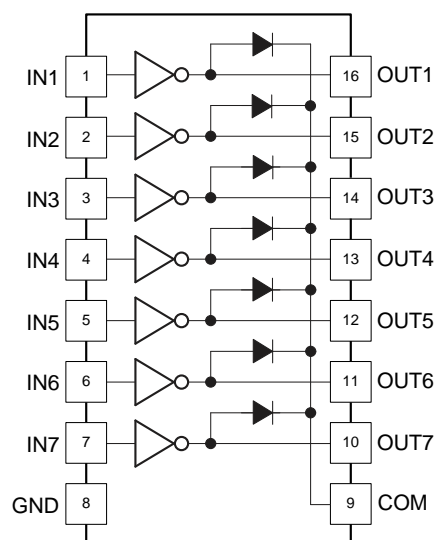 IN1 1 16 OUT1
IN2 2 15 OUT2
IN3 3 14 OUT3
IN4 4 13 OUT4
IN5 5 12 OUT5
IN6 6 11 OUT6
IN7 7 10 OUT7
GND 8 9 COM